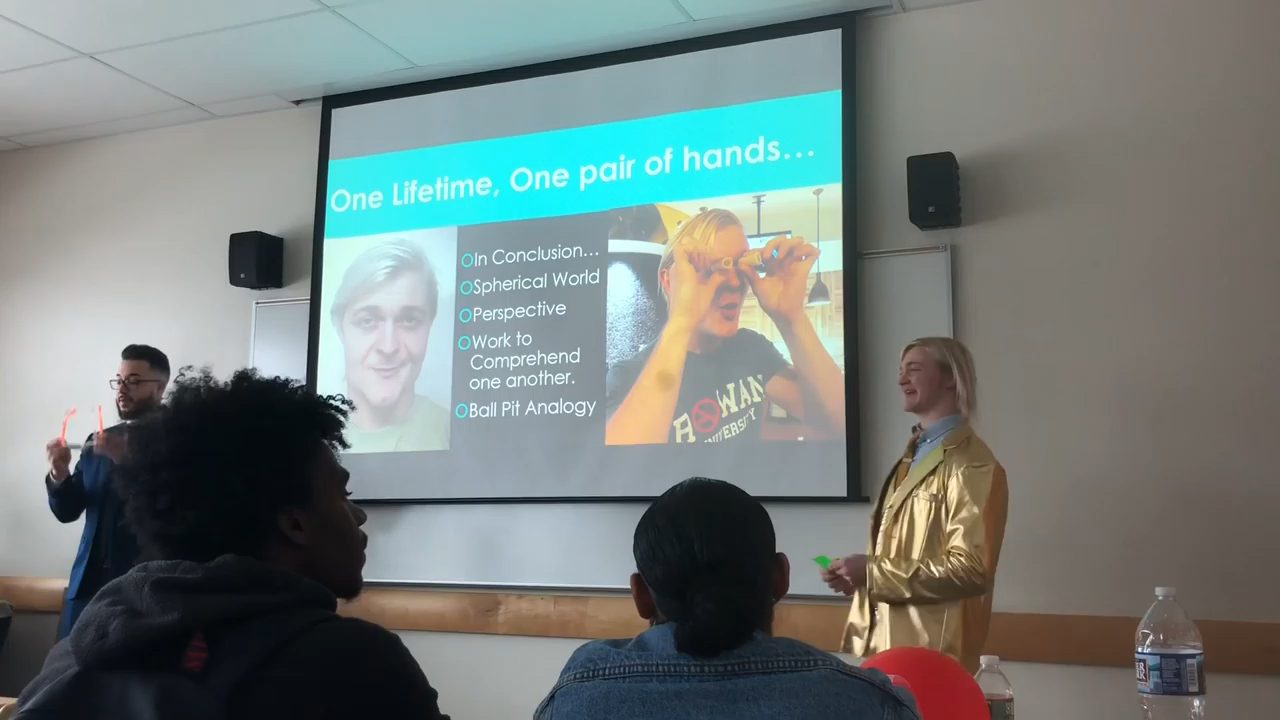 One Lifetime, One pair of hands...
In Conclusion...
Spherical World
Perspective
Work to
Comprehend
one another.
Ball Pit Analogy
ROWAN
UNIVERSITY